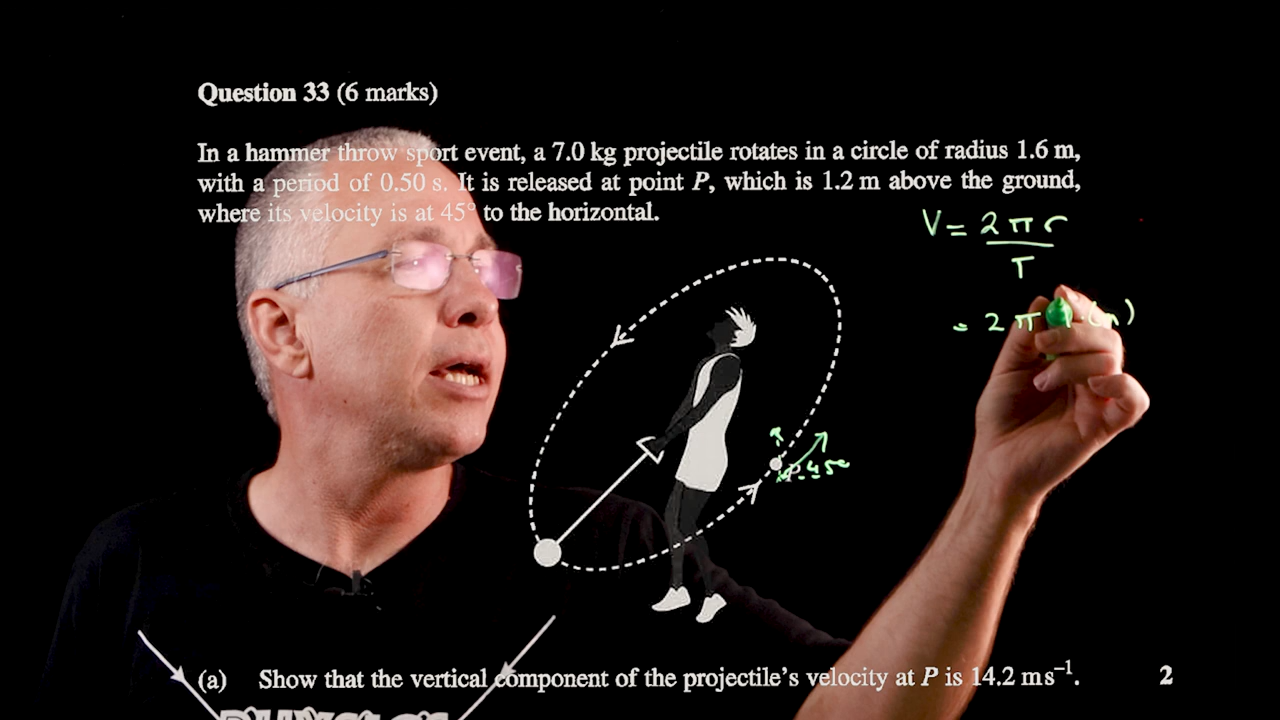 Question 33 (6 marks)
In a hammer throw sport event, a 7.0 kg projectile rotates in a circle of radius 1.6 m,
with a period of 0.50 s. It is released at point P, which is 1.2 m above the ground,
where its velocity is at 45° to the horizontal.
V = 2πr
T
= 2π
P 45°
(a) Show that the vertical component of the projectile's velocity at P is 14.2 m s⁻¹. 2